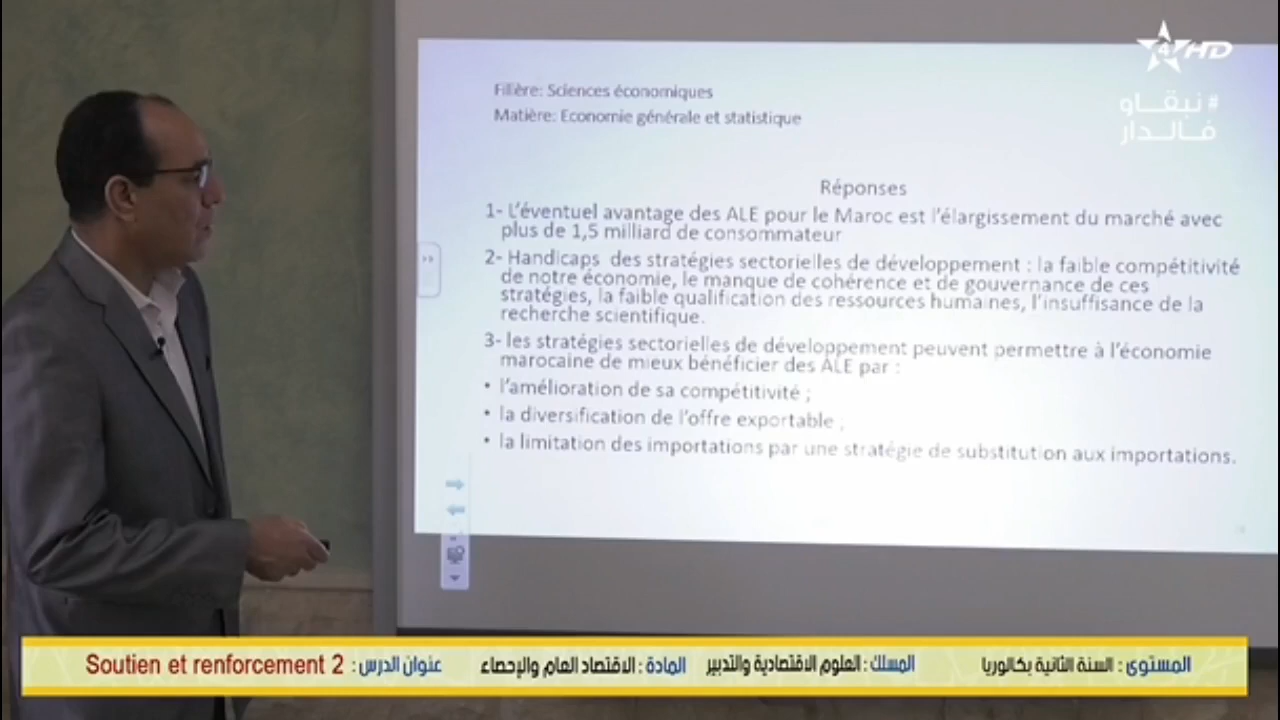 4 HD
#نبقاو
فالدار
Filière: Sciences économiques
Matière: Economie générale et statistique
Réponses
1- L'éventuel avantage des ALE pour le Maroc est l'élargissement du marché avec
plus de 1,5 milliard de consommateur
2- Handicaps des stratégies sectorielles de développement : la faible compétitivité
de notre économie, le manque de cohérence et de gouvernance de ces
stratégies, la faible qualification des ressources humaines, l'insuffisance de la
recherche scientifique.
3- les stratégies sectorielles de développement peuvent permettre à l'économie
marocaine de mieux bénéficier des ALE par :
• l'amélioration de sa compétitivité ;
• la diversification de l'offre exportable ;
• la limitation des importations par une stratégie de substitution aux importations.
المستوى : السنة الثانية بكالوريا المسلك : العلوم الاقتصادية والتدبير المادة : الاقتصاد العام والإحصاء عنوان الدرس : Soutien et renforcement 2